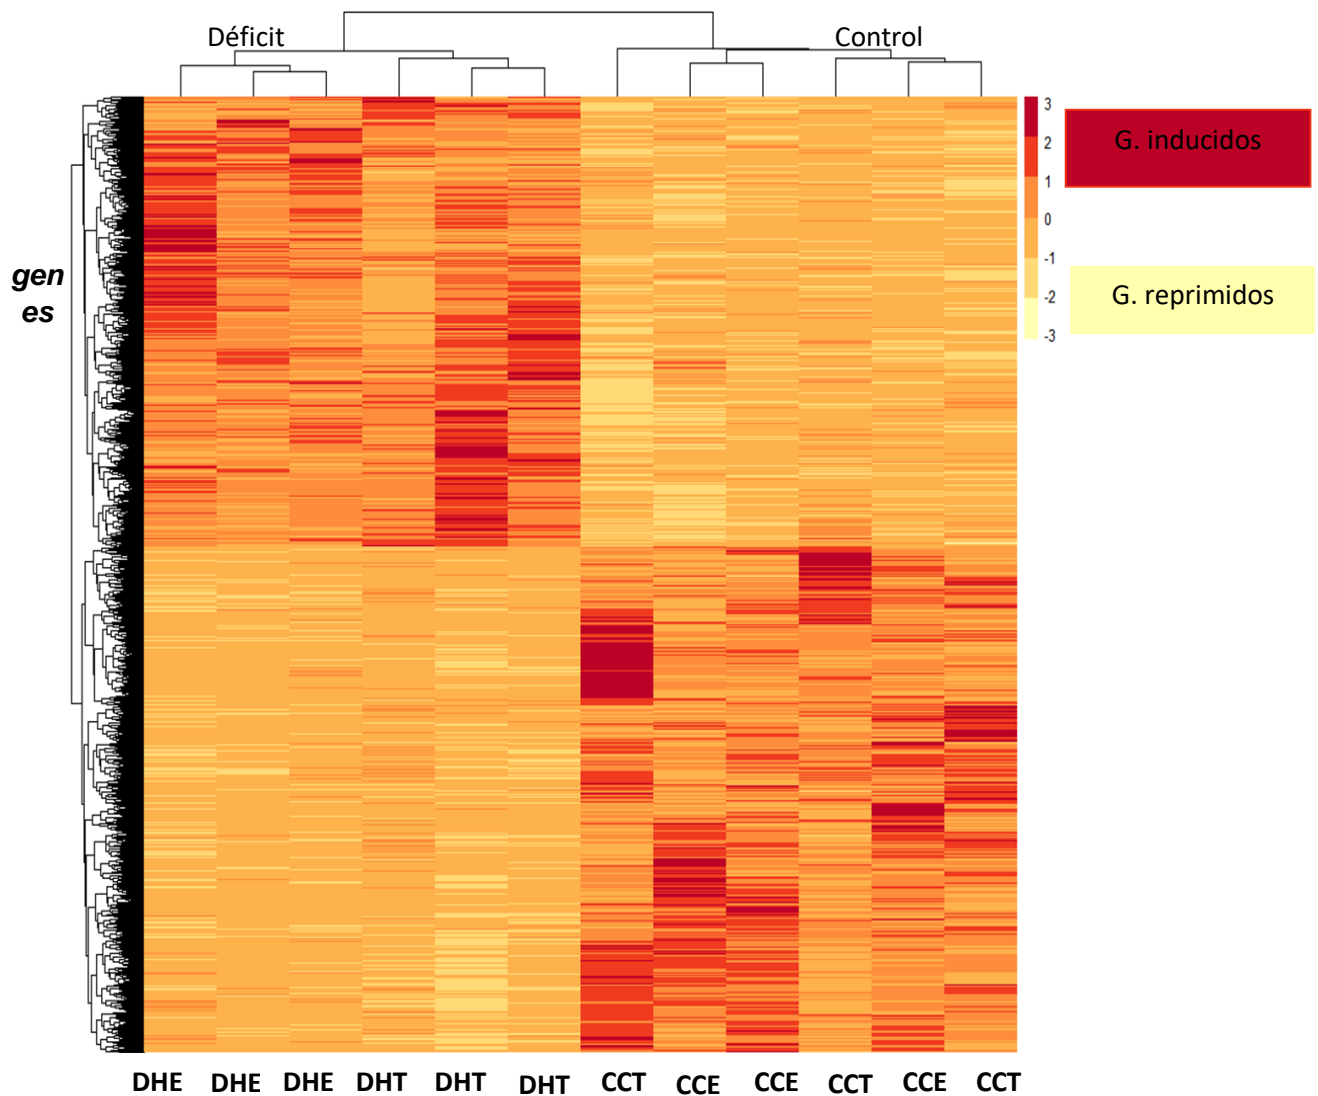 Déficit
Control
3
2
1
0
-1
-2
-3
G. inducidos
G. reprimidos
gen
es
DHE DHE DHE DHT DHT DHT CCT CCE CCE CCT CCE CCT